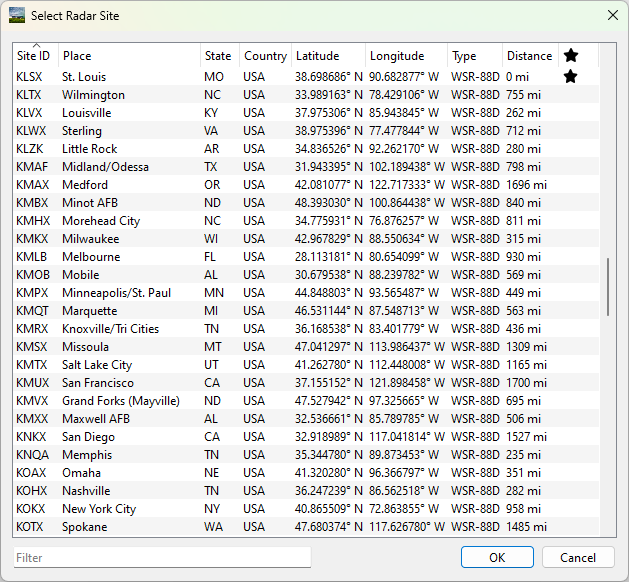 Select Radar Site
Site ID Place State Country Latitude Longitude Type Distance
KLSX St. Louis MO USA 38.698686° N 90.682877° W WSR-88D 0 mi
KLTX Wilmington NC USA 33.989163° N 78.429106° W WSR-88D 755 mi
KLVX Louisville KY USA 37.975306° N 85.943845° W WSR-88D 262 mi
KLWX Sterling VA USA 38.975396° N 77.477844° W WSR-88D 712 mi
KLZK Little Rock AR USA 34.836526° N 92.262170° W WSR-88D 280 mi
KMAF Midland/Odessa TX USA 31.943395° N 102.189438° W WSR-88D 798 mi
KMAX Medford OR USA 42.081077° N 122.717333° W WSR-88D 1696 mi
KMBX Minot AFB ND USA 48.393030° N 100.864438° W WSR-88D 840 mi
KMHX Morehead City NC USA 34.775931° N 76.876257° W WSR-88D 811 mi
KMKX Milwaukee WI USA 42.967829° N 88.550634° W WSR-88D 315 mi
KMLB Melbourne FL USA 28.113181° N 80.654099° W WSR-88D 930 mi
KMOB Mobile AL USA 30.679538° N 88.239782° W WSR-88D 569 mi
KMPX Minneapolis/St. Paul MN USA 44.848803° N 93.565487° W WSR-88D 449 mi
KMQT Marquette MI USA 46.531144° N 87.548713° W WSR-88D 563 mi
KMRX Knoxville/Tri Cities TN USA 36.168538° N 83.401779° W WSR-88D 436 mi
KMSX Missoula MT USA 47.041297° N 113.986437° W WSR-88D 1309 mi
KMTX Salt Lake City UT USA 41.262780° N 112.448008° W WSR-88D 1165 mi
KMUX San Francisco CA USA 37.155152° N 121.898458° W WSR-88D 1700 mi
KMVX Grand Forks (Mayville) ND USA 47.527942° N 97.325665° W WSR-88D 695 mi
KMXX Maxwell AFB AL USA 32.536661° N 85.789785° W WSR-88D 506 mi
KNKX San Diego CA USA 32.918989° N 117.041814° W WSR-88D 1527 mi
KNQA Memphis TN USA 35.344780° N 89.873453° W WSR-88D 235 mi
KOAX Omaha NE USA 41.320280° N 96.366797° W WSR-88D 351 mi
KOHX Nashville TN USA 36.247239° N 86.562518° W WSR-88D 282 mi
KOKX New York City NY USA 40.865509° N 72.863855° W WSR-88D 958 mi
KOTX Spokane WA USA 47.680374° N 117.626780° W WSR-88D 1485 mi
Filter OK Cancel